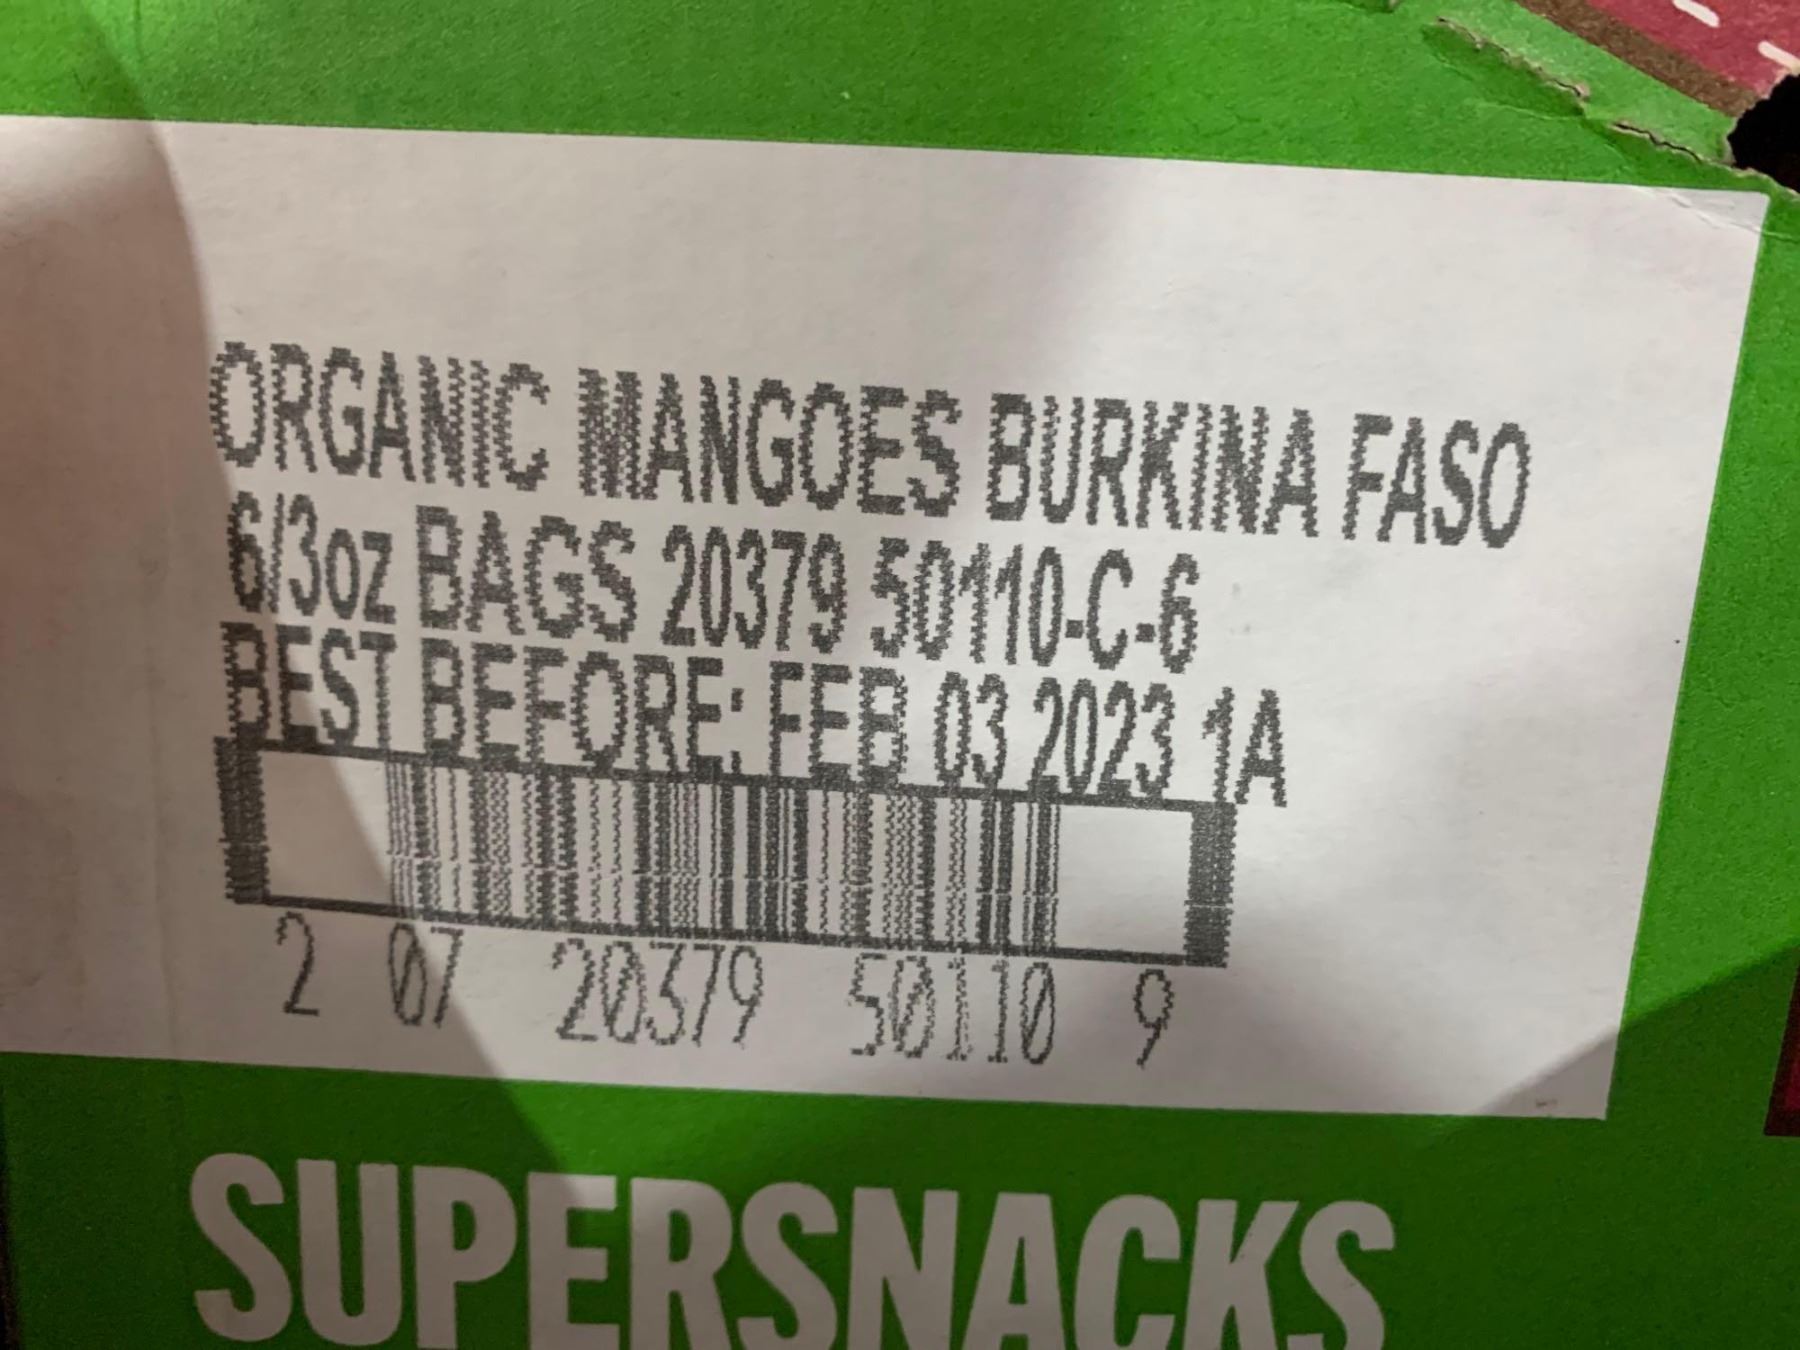 ORGANIC MANGOES BURKINA FASO
6/3oz BAGS 20379 50110-C-6
BEST BEFORE: FEB 03 2023 1A
2 07 20379 50110 9
SUPERSNACKS